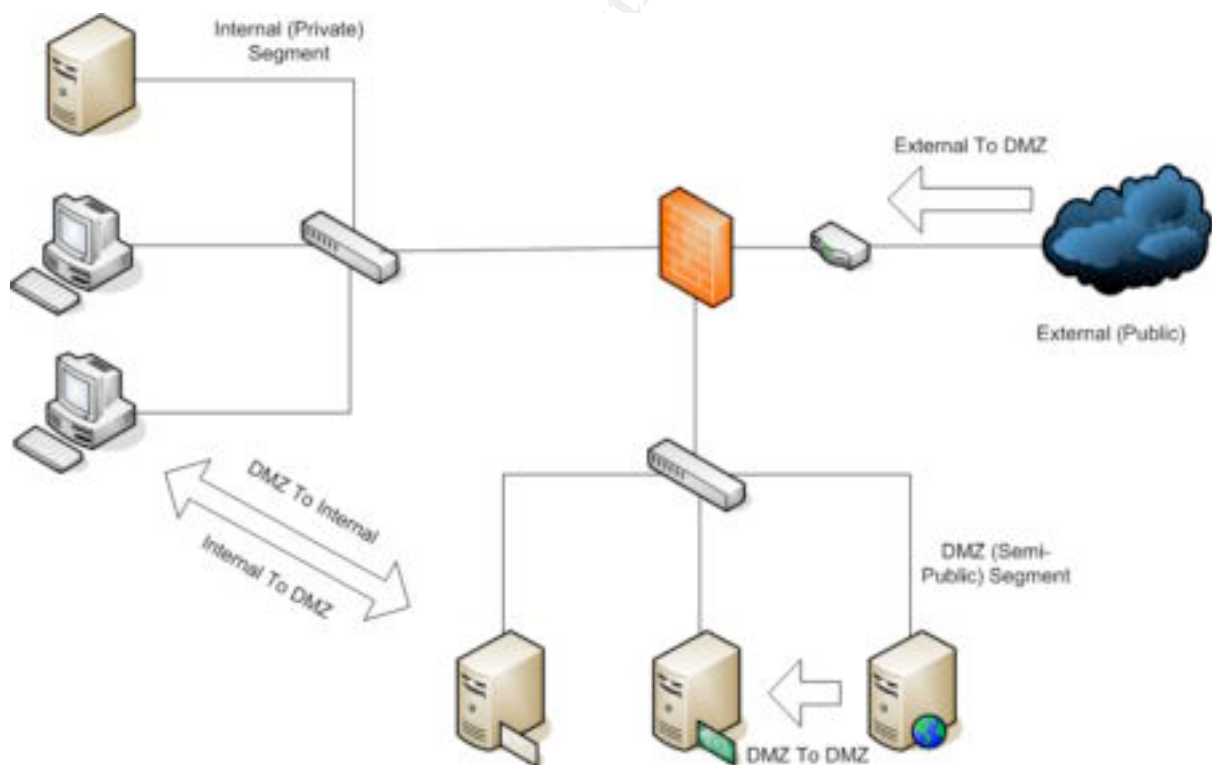 Internal (Private)
Segment
External To DMZ
External (Public)
DMZ To Internal
Internal To DMZ
DMZ (Semi-
Public) Segment
DMZ To DMZ